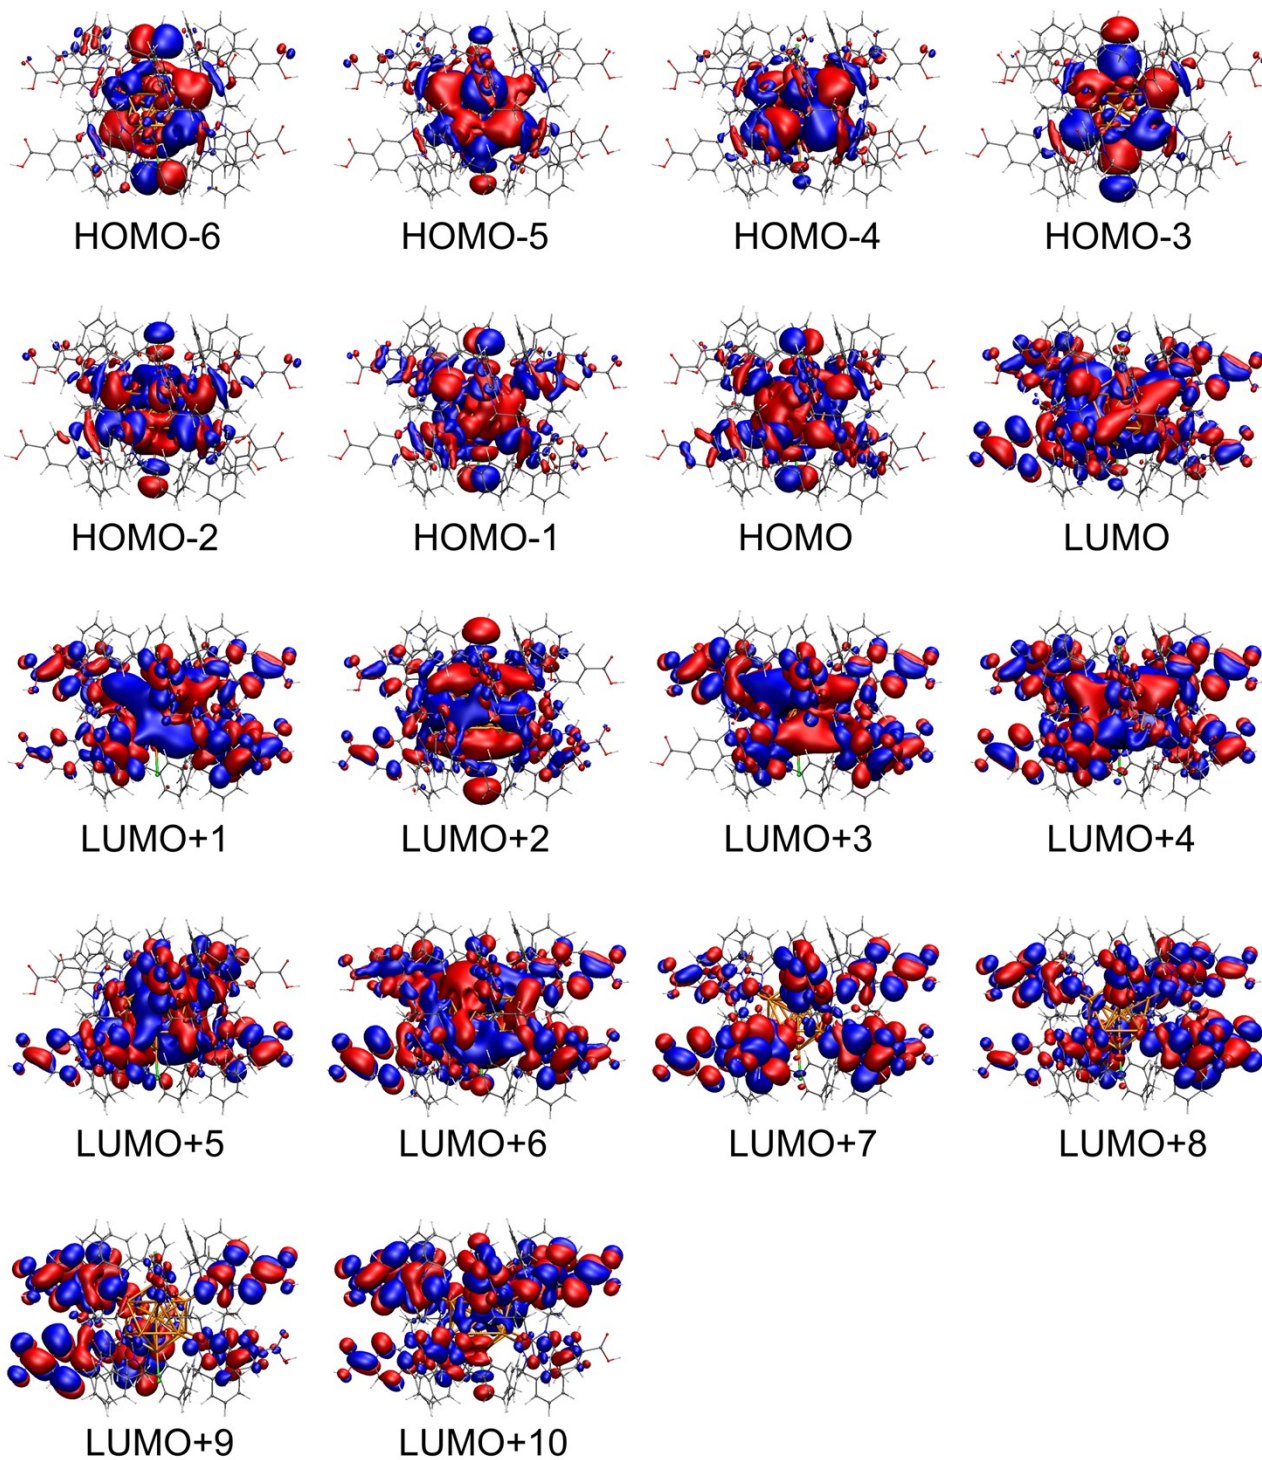 HOMO-6 HOMO-5 HOMO-4 HOMO-3
HOMO-2 HOMO-1 HOMO LUMO
LUMO+1 LUMO+2 LUMO+3 LUMO+4
LUMO+5 LUMO+6 LUMO+7 LUMO+8
LUMO+9 LUMO+10